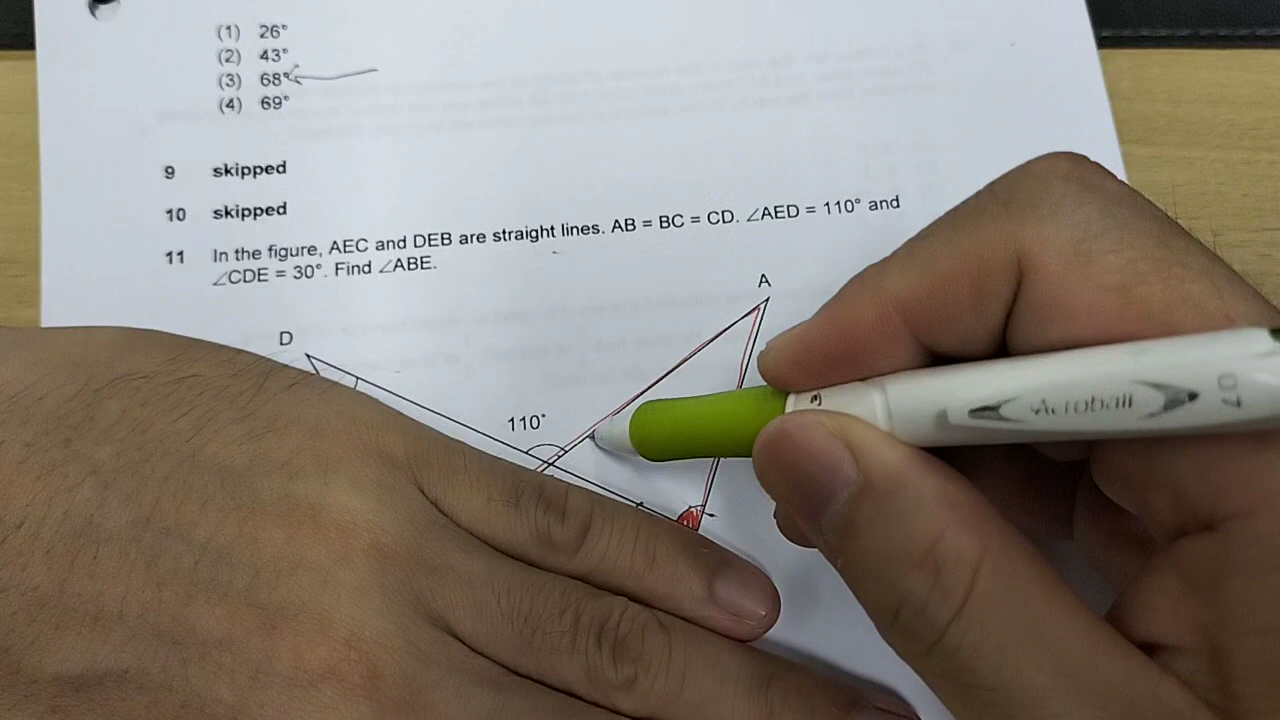 (1) 26°
(2) 43°
(3) 68°
(4) 69°
9 skipped
10 skipped
11 In the figure, AEC and DEB are straight lines. AB = BC = CD. ∠AED = 110° and
∠CDE = 30°. Find ∠ABE.
A
D
110°
Acroball
07